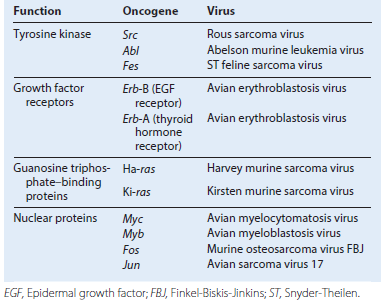 Function Oncogene Virus
Tyrosine kinase Src Rous sarcoma virus
Abl Abelson murine leukemia virus
Fes ST feline sarcoma virus
Growth factor Erb-B (EGF Avian erythroblastosis virus
receptors receptor)
Erb-A (thyroid Avian erythroblastosis virus
hormone
receptor)
Guanosine triphos- Ha-ras Harvey murine sarcoma virus
phate–binding Ki-ras Kirsten murine sarcoma virus
proteins
Nuclear proteins Myc Avian myelocytomatosis virus
Myb Avian myeloblastosis virus
Fos Murine osteosarcoma virus FBJ
Jun Avian sarcoma virus 17
EGF, Epidermal growth factor; FBJ, Finkel-Biskis-Jinkins; ST, Snyder-Theilen.